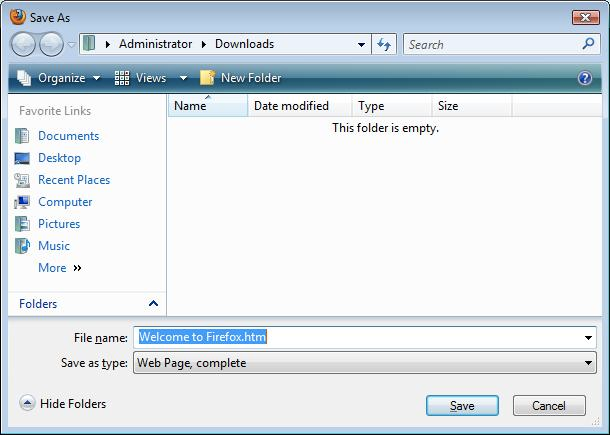 Save As
Administrator Downloads
Search
Organize Views New Folder
Favorite Links
Documents
Desktop
Recent Places
Computer
Pictures
Music
More »
Folders
Name Date modified Type Size
This folder is empty.
File name: Welcome to Firefox.htm
Save as type: Web Page, complete
Hide Folders
Save Cancel